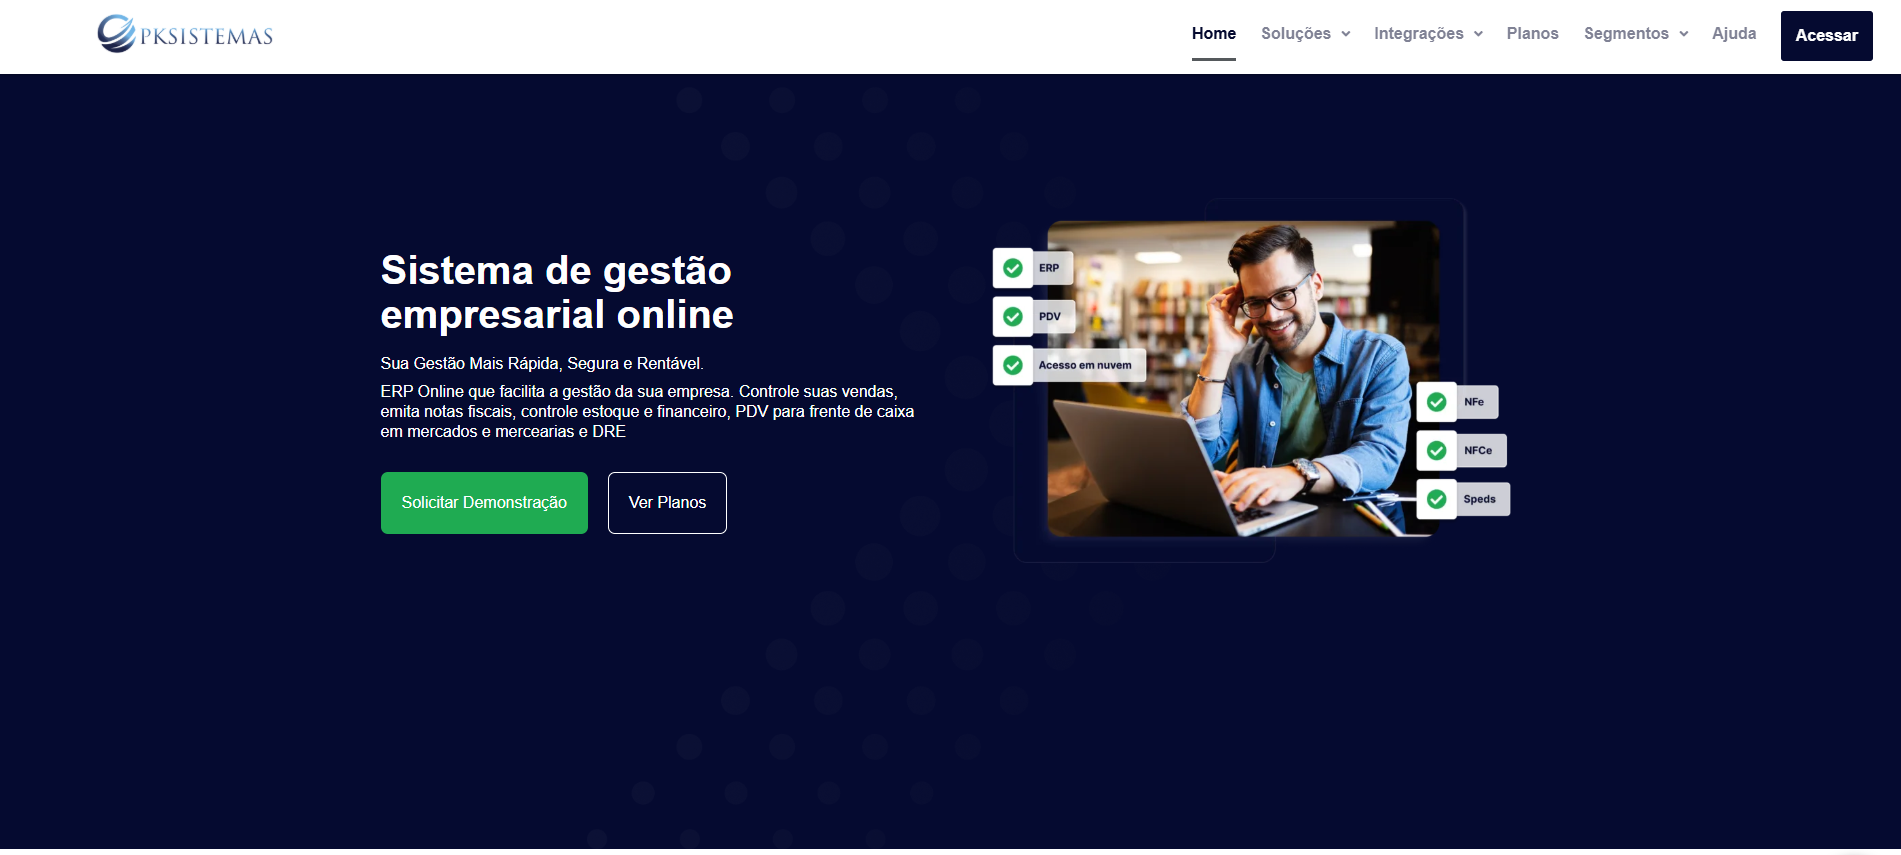 PKSISTEMAS
Home Soluções Integrações Planos Segmentos Ajuda Acessar
Sistema de gestão
empresarial online
Sua Gestão Mais Rápida, Segura e Rentável.
ERP Online que facilita a gestão da sua empresa. Controle suas vendas,
emita notas fiscais, controle estoque e financeiro, PDV para frente de caixa
em mercados e mercearias e DRE
Solicitar Demonstração
Ver Planos
ERP
PDV
Acesso em nuvem
NFe
NFCe
Speds